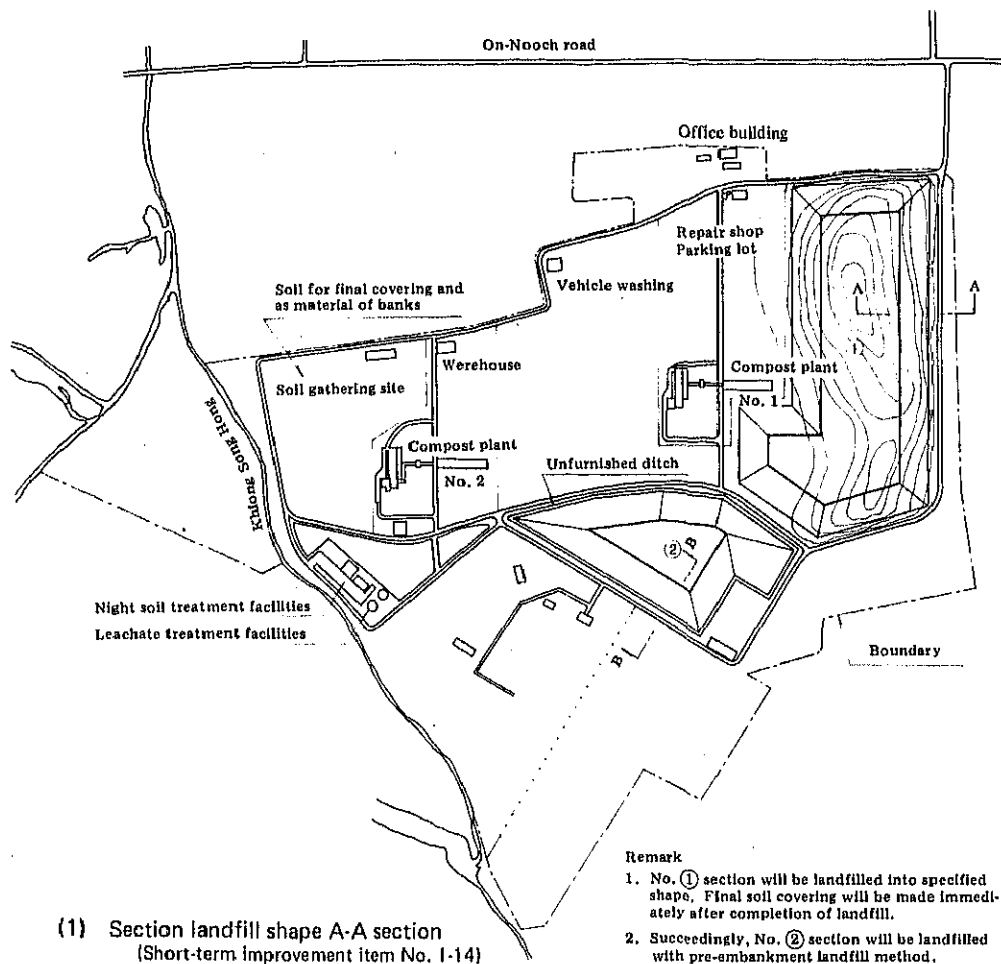 On-Nooch road
Office building
Repair shop
Parking lot
A
A
1
Soil for final covering and
as material of banks
Vehicle washing
Werehouse
Soil gathering site
Compost plant
No. 1
Khlong Song Hong
Compost plant
No. 2
Unfurnished ditch
② B
Night soil treatment facilities
Leachate treatment facilities
B
Boundary
Remark
1. No. ① section will be landfilled into specified
shape. Final soil covering will be made immedi-
ately after completion of landfill.
2. Succeedingly, No. ② section will be landfilled
with pre-embankment landfill method.
(1) Section landfill shape A-A section
(Short-term improvement item No. 1-14)